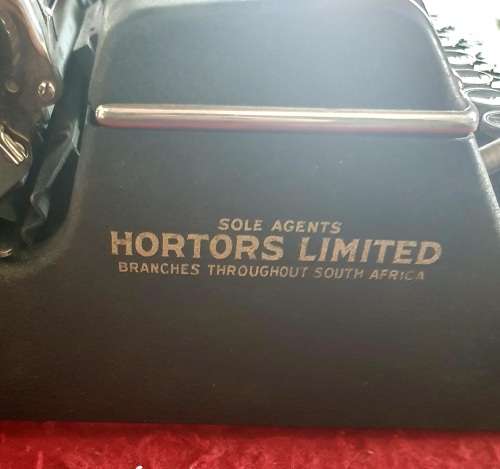 SOLE AGENTS
HORTORS LIMITED
BRANCHES THROUGHOUT SOUTH AFRICA